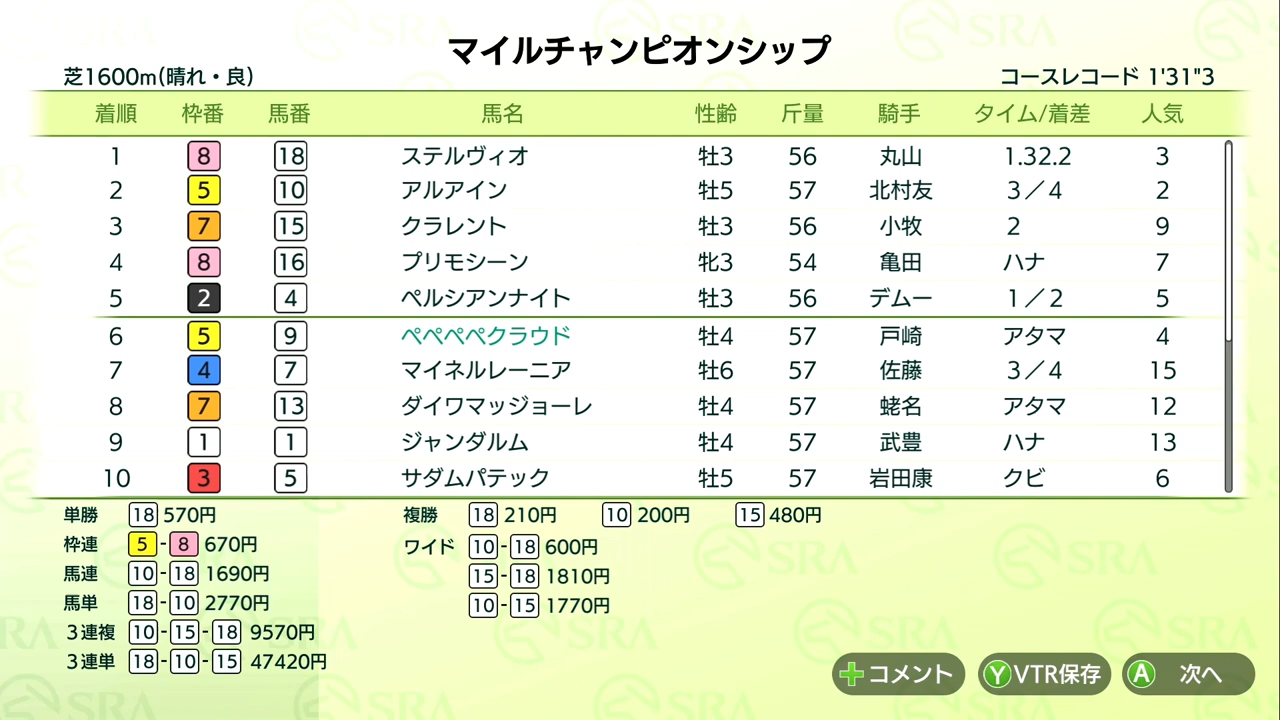 マイルチャンピオンシップ
芝1600m(晴れ・良) コースレコード 1'31"3
着順 枠番 馬番 馬名 性齢 斤量 騎手 タイム/着差 人気
1 8 18 ステルヴィオ 牡3 56 丸山 1.32.2 3
2 5 10 アルアイン 牡5 57 北村友 3／4 2
3 7 15 クラレント 牡3 56 小牧 2 9
4 8 16 プリモシーン 牝3 54 亀田 ハナ 7
5 2 4 ペルシアンナイト 牡3 56 デムー 1／2 5
6 5 9 ペペペペクラウド 牡4 57 戸崎 アタマ 4
7 4 7 マイネルレーニア 牡6 57 佐藤 3／4 15
8 7 13 ダイワマッジョーレ 牡4 57 蛯名 アタマ 12
9 1 1 ジャンダルム 牡4 57 武豊 ハナ 13
10 3 5 サダムパテック 牡5 57 岩田康 クビ 6
単勝 18 570円 複勝 18 210円 10 200円 15 480円
枠連 5-8 670円 ワイド 10-18 600円
馬連 10-18 1690円 15-18 1810円
馬単 18-10 2770円 10-15 1770円
３連複 10-15-18 9570円
３連単 18-10-15 47420円
コメント Y VTR保存 A 次へ
SRA